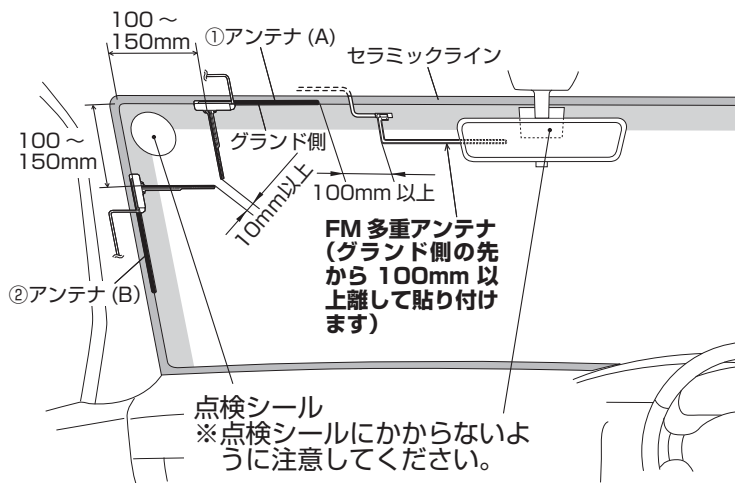 100～
150mm
①アンテナ (A)
セラミックライン
グランド側
100～
150mm
10mm以上
100mm 以上
FM 多重アンテナ
（グランド側の先
から 100mm 以
上離して貼り付け
ます）
②アンテナ (B)
点検シール
※点検シールにかからないよ
うに注意してください。